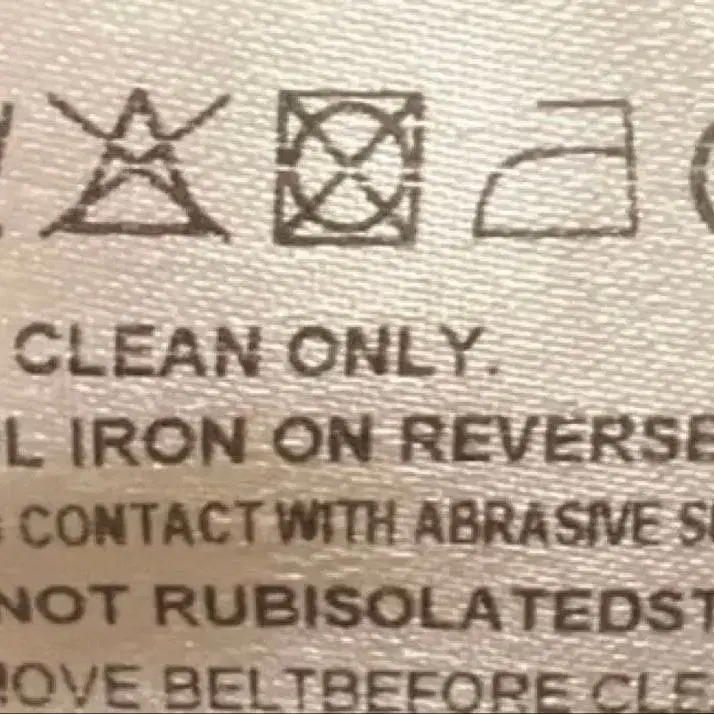 CLEAN ONLY.
L IRON ON REVERSE
CONTACT WITH ABRASIVE
NOT RUBISOLATEDST
OVE BELTBEFORE CLE